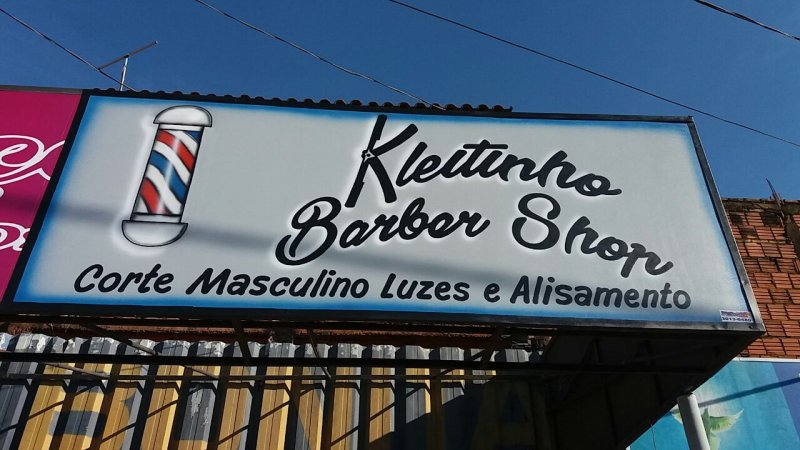 Kleitinho
Barber Shop
Corte Masculino Luzes e Alisamento